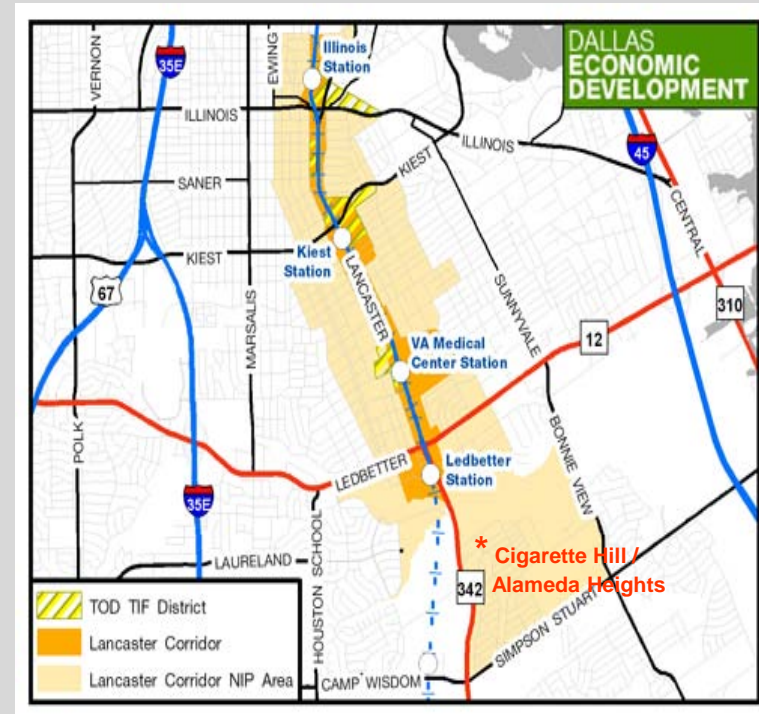 DALLAS
ECONOMIC
DEVELOPMENT
VERNON
35E
EWING
Illinois
Station
ILLINOIS
ILLINOIS
45
SANER
KIEST
CENTRAL
KIEST
Kiest
Station
LANCASTER
67
MARSALIS
SUNNYVALE
310
12
VA Medical
Center Station
POLK
LEDBETTER
Ledbetter
Station
BONNIE VIEW
35E
HOUSTON SCHOOL
LAURELAND
* Cigarette Hill /
Alameda Heights
342
SIMPSON STUART
CAMP WISDOM
TOD TIF District
Lancaster Corridor
Lancaster Corridor NIP Area